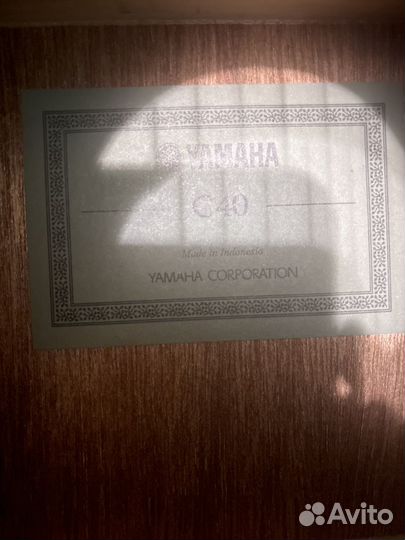 YAMAHA
C40
Made in Indonesia
YAMAHA CORPORATION
Avito